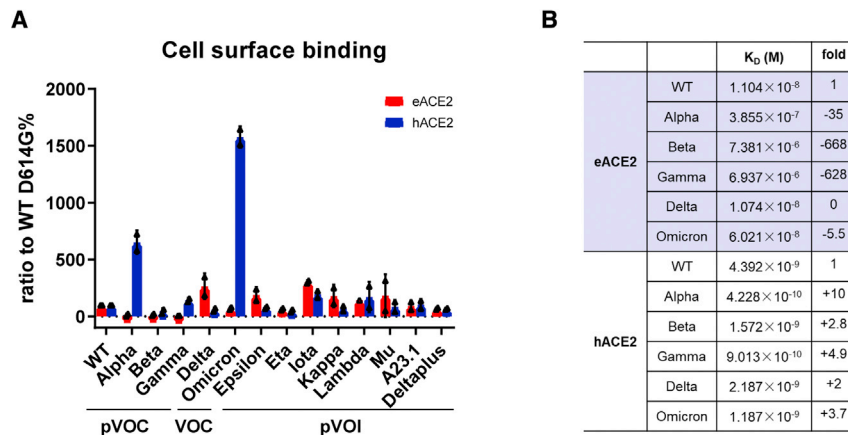 A
Cell surface binding
ratio to WT D614G%
2000
1500
1000
500
0
eACE2
hACE2
WT
Alpha
Beta
Gamma
Delta
Omicron
Epsilon
Eta
Iota
Kappa
Lambda
Mu
A23.1
Deltaplus
pVOC
VOC
pVOI
B
K_D (M) fold
eACE2
WT 1.104×10⁻⁸ 1
Alpha 3.855×10⁻⁷ -35
Beta 7.381×10⁻⁶ -668
Gamma 6.937×10⁻⁶ -628
Delta 1.074×10⁻⁸ 0
Omicron 6.021×10⁻⁸ -5.5
hACE2
WT 4.392×10⁻⁹ 1
Alpha 4.228×10⁻¹⁰ +10
Beta 1.572×10⁻⁹ +2.8
Gamma 9.013×10⁻¹⁰ +4.9
Delta 2.187×10⁻⁹ +2
Omicron 1.187×10⁻⁹ +3.7